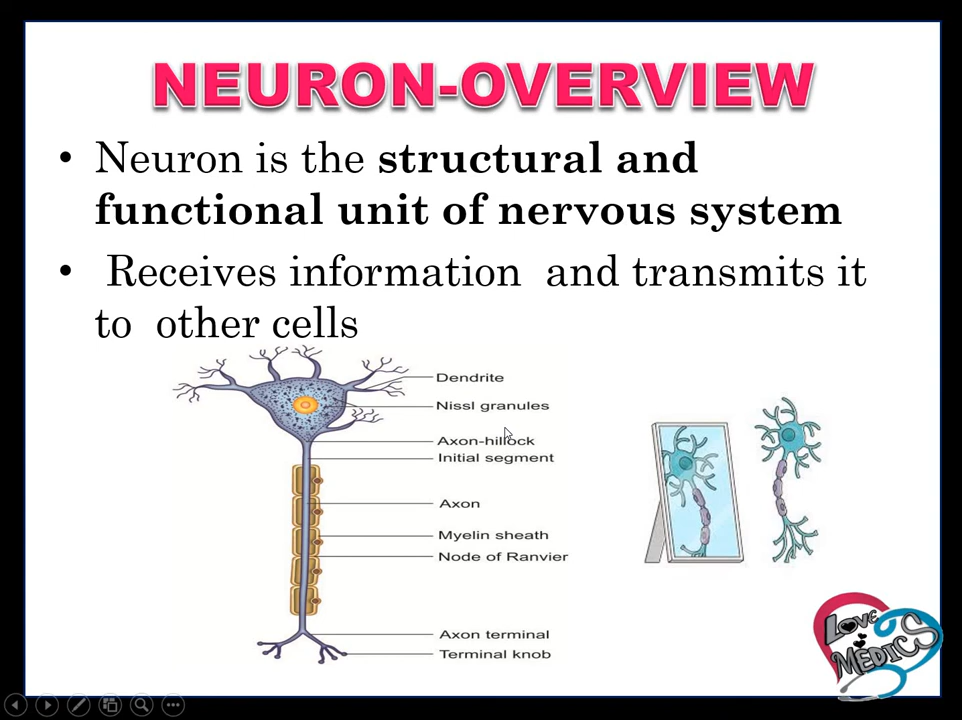 NEURON-OVERVIEW
• Neuron is the structural and
functional unit of nervous system
• Receives information and transmits it
to other cells
Dendrite
Nissl granules
Axon-hillock
Initial segment
Axon
Myelin sheath
Node of Ranvier
Axon terminal
Terminal knob
LOVE
MEDICS